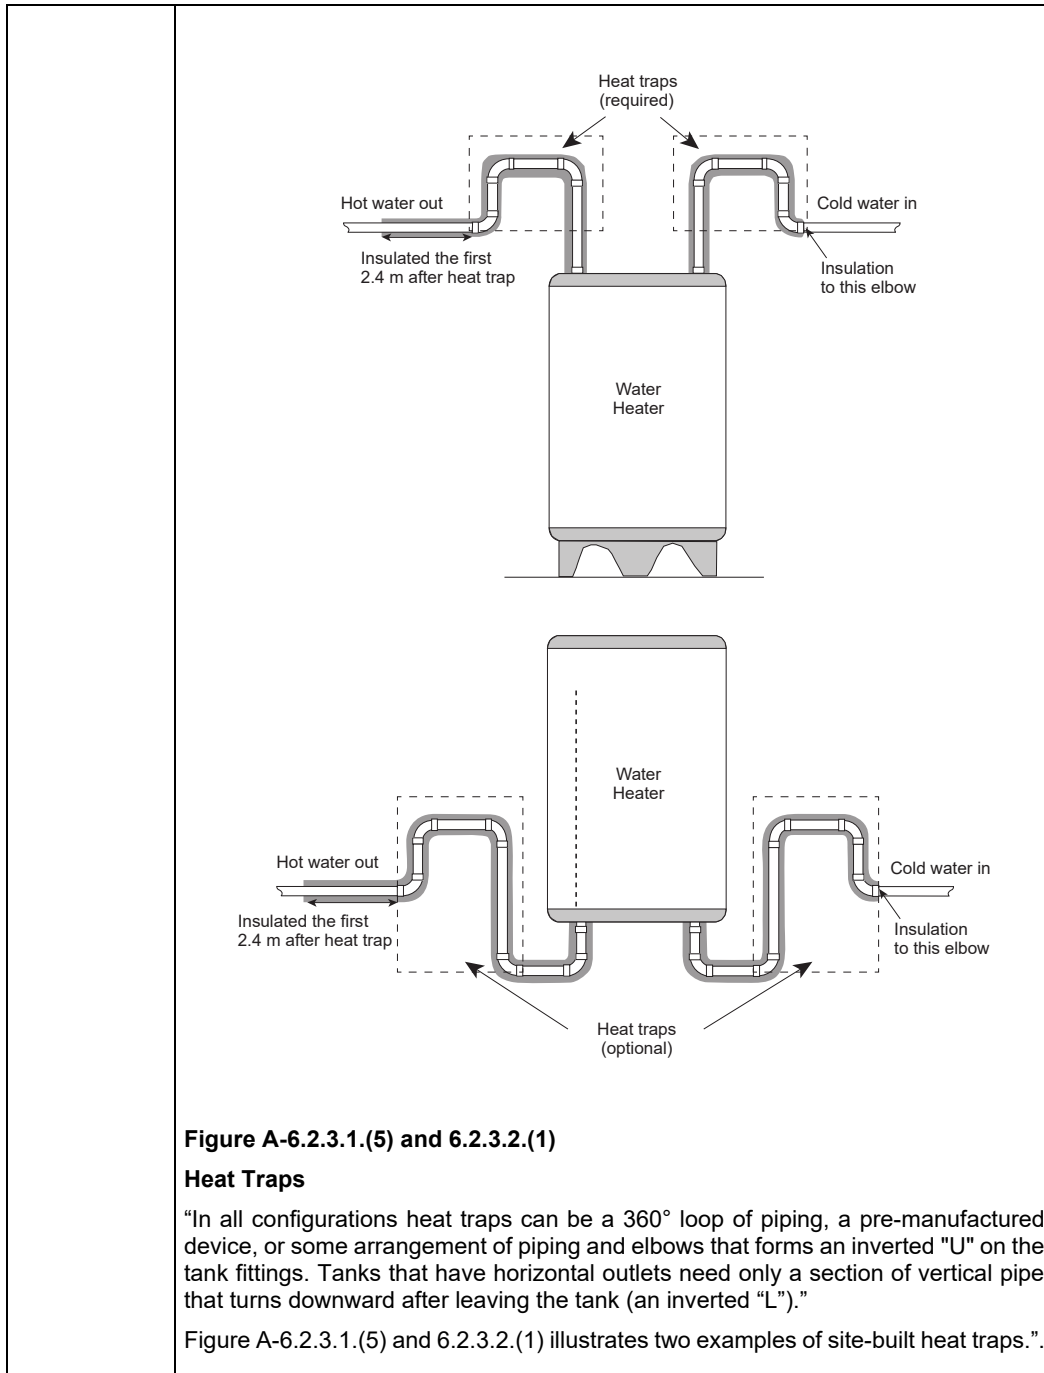 Heat traps
(required)
Hot water out
Cold water in
Insulated the first
2.4 m after heat trap
Insulation
to this elbow
Water
Heater
Water
Heater
Hot water out
Cold water in
Insulated the first
2.4 m after heat trap
Insulation
to this elbow
Heat traps
(optional)
Figure A-6.2.3.1.(5) and 6.2.3.2.(1)
Heat Traps
“In all configurations heat traps can be a 360° loop of piping, a pre-manufactured
device, or some arrangement of piping and elbows that forms an inverted "U" on the
tank fittings. Tanks that have horizontal outlets need only a section of vertical pipe
that turns downward after leaving the tank (an inverted “L”).”
Figure A-6.2.3.1.(5) and 6.2.3.2.(1) illustrates two examples of site-built heat traps.”.